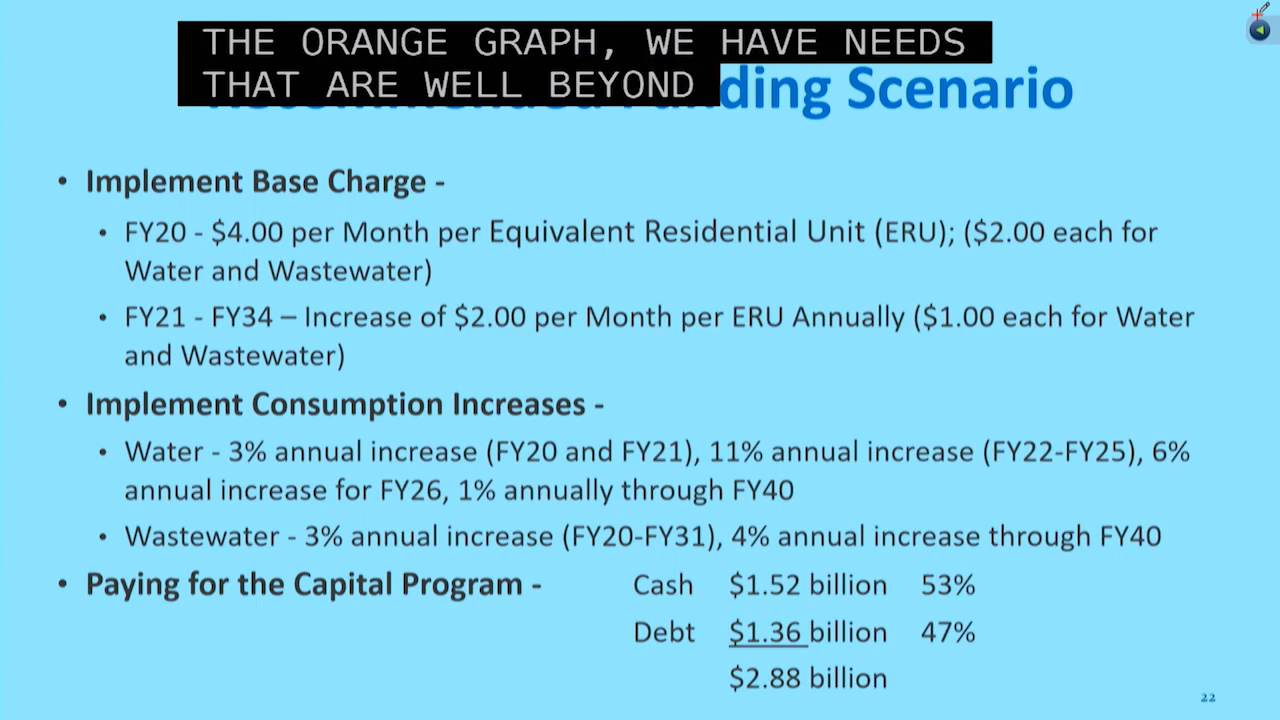 THE ORANGE GRAPH, WE HAVE NEEDS
THAT ARE WELL BEYOND
Scenario
• Implement Base Charge -
• FY20 - $4.00 per Month per Equivalent Residential Unit (ERU); ($2.00 each for
Water and Wastewater)
• FY21 - FY34 – Increase of $2.00 per Month per ERU Annually ($1.00 each for Water
and Wastewater)
• Implement Consumption Increases -
• Water - 3% annual increase (FY20 and FY21), 11% annual increase (FY22-FY25), 6%
annual increase for FY26, 1% annually through FY40
• Wastewater - 3% annual increase (FY20-FY31), 4% annual increase through FY40
• Paying for the Capital Program - Cash $1.52 billion 53%
Debt $1.36 billion 47%
$2.88 billion
22